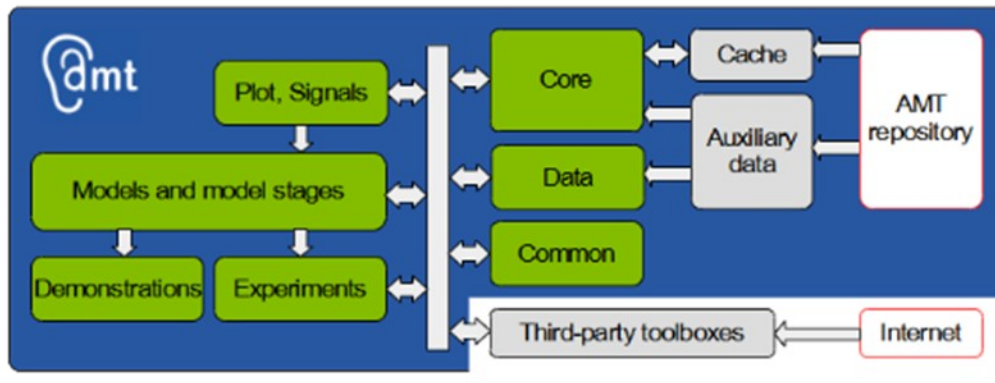 amt
Plot, Signals
Models and model stages
Demonstrations
Experiments
Core
Data
Common
Third-party toolboxes
Cache
Auxiliary
data
AMT
repository
Internet